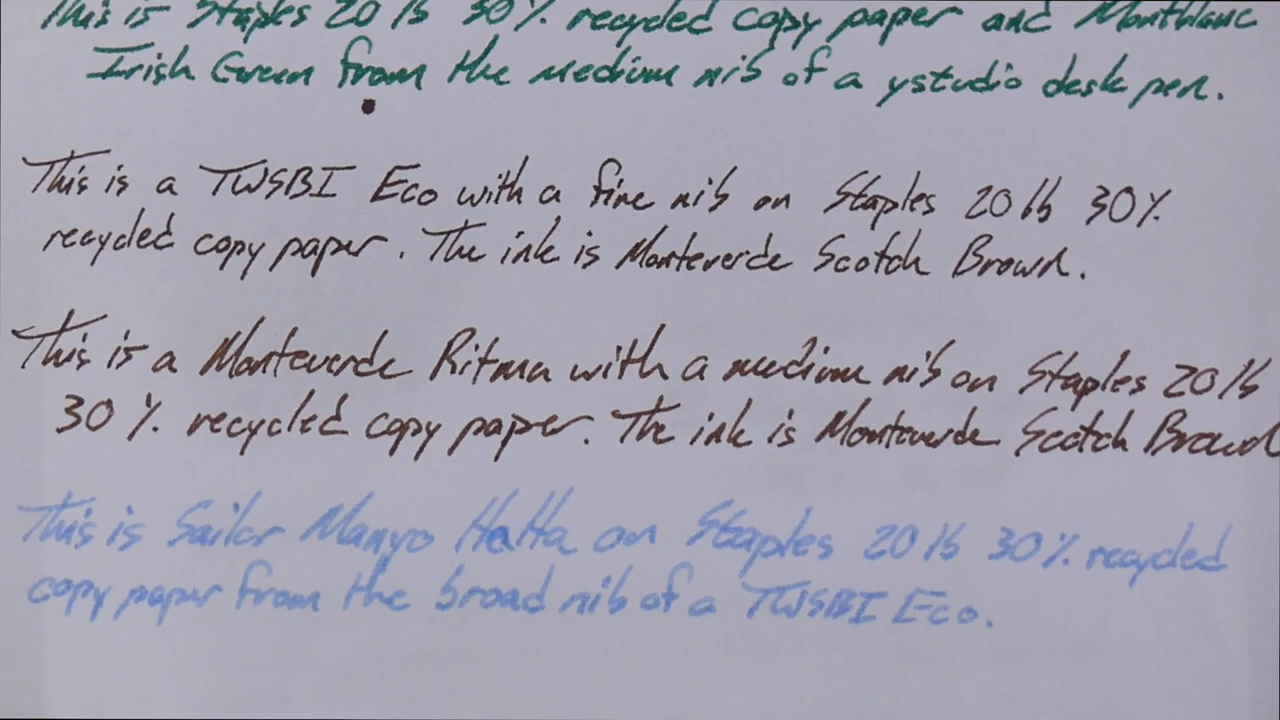 This is Staples 20 lb 30% recycled copy paper and Montblanc
Irish Green from the medium nib of a ystudio desk pen.
This is a TWSBI Eco with a fine nib on Staples 20 lb 30%
recycled copy paper. The ink is Monteverde Scotch Brown.
This is a Monteverde Ritma with a medium nib on Staples 20 lb
30% recycled copy paper. The ink is Monteverde Scotch Brown
This is Sailor Manyo Hatta on Staples 20 lb 30% recycled
copy paper from the broad nib of a TWSBI Eco.